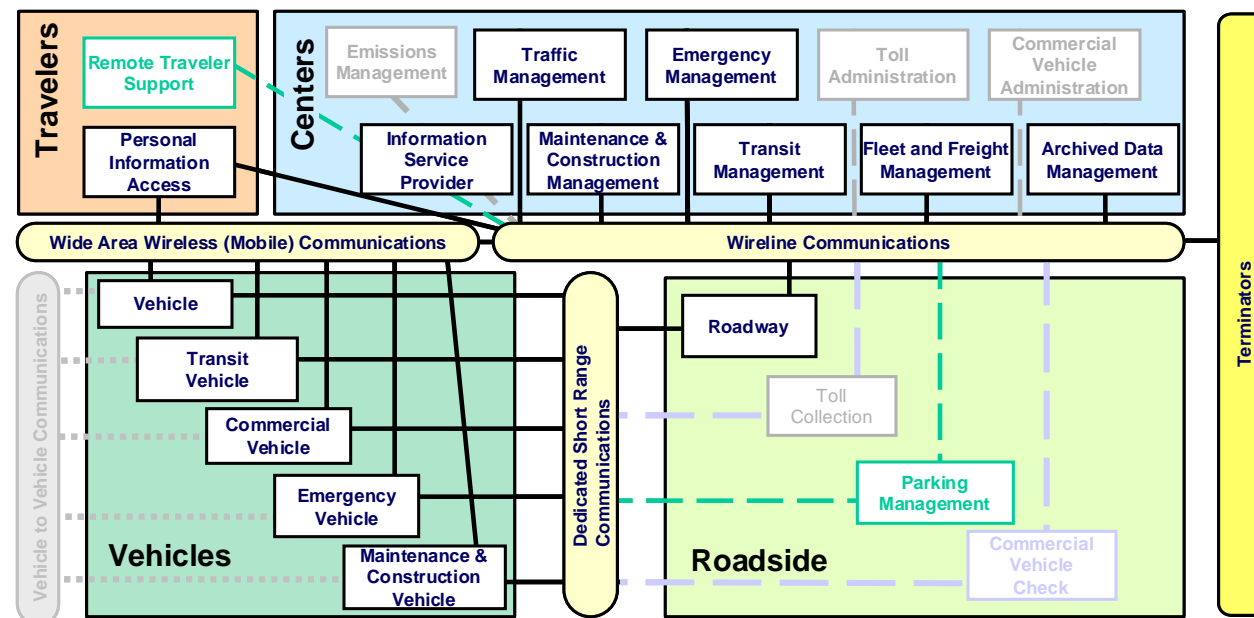 Travelers
Remote Traveler
Support
Personal
Information
Access
Centers
Emissions
Management
Traffic
Management
Emergency
Management
Toll
Administration
Commercial
Vehicle
Administration
Information
Service
Provider
Maintenance &
Construction
Management
Transit
Management
Fleet and Freight
Management
Archived Data
Management
Wide Area Wireless (Mobile) Communications
Wireline Communications
Terminators
Vehicle to Vehicle Communications
Vehicle
Transit
Vehicle
Commercial
Vehicle
Emergency
Vehicle
Maintenance &
Construction
Vehicle
Vehicles
Dedicated Short Range
Communications
Roadway
Toll
Collection
Parking
Management
Commercial
Vehicle
Check
Roadside